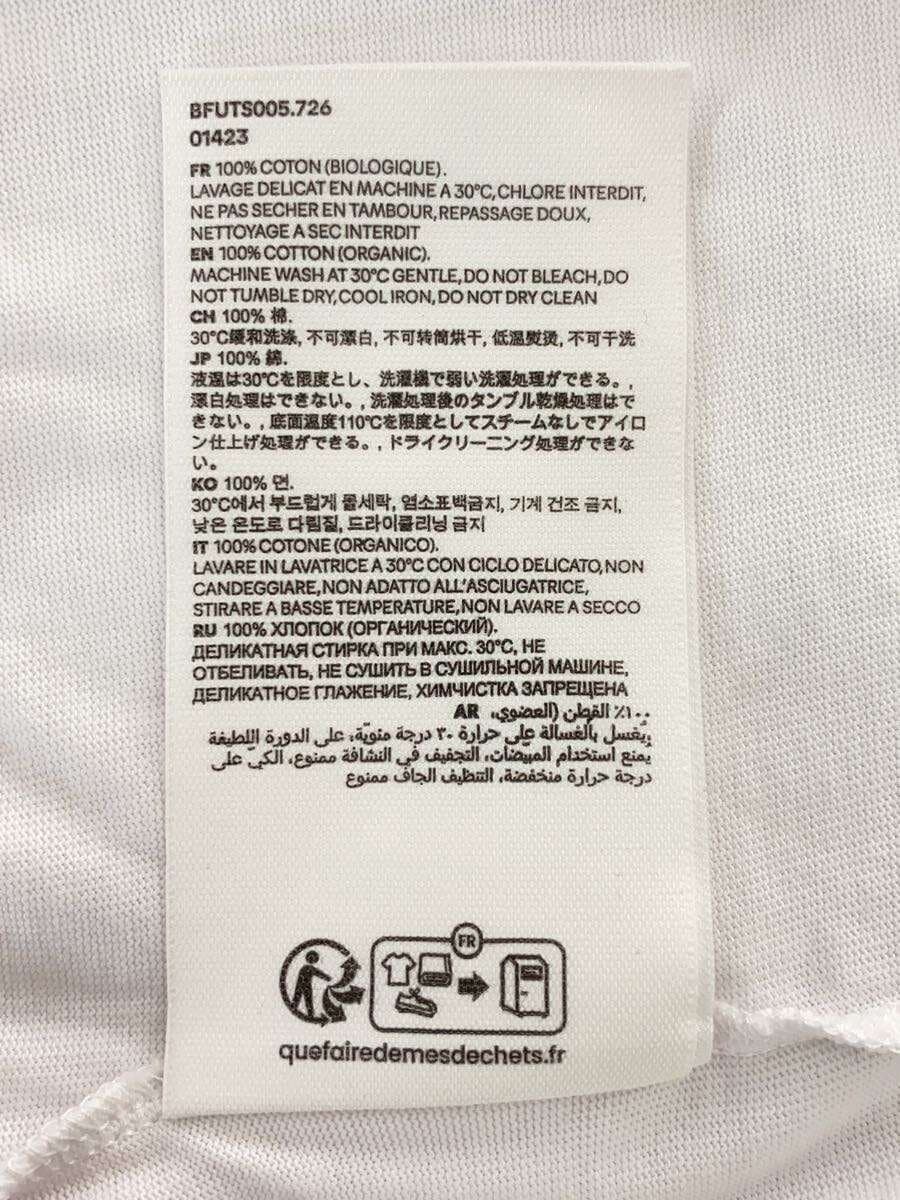 BFUTS005.726
01423
FR 100% COTON (BIOLOGIQUE).
LAVAGE DELICAT EN MACHINE A 30°C, CHLORE INTERDIT,
NE PAS SECHER EN TAMBOUR, REPASSAGE DOUX,
NETTOYAGE A SEC INTERDIT
EN 100% COTTON (ORGANIC).
MACHINE WASH AT 30°C GENTLE, DO NOT BLEACH, DO
NOT TUMBLE DRY, COOL IRON, DO NOT DRY CLEAN
CH 100% 棉.
30°C缓和洗涤, 不可漂白, 不可转筒烘干, 低温熨烫, 不可干洗
JP 100% 綿.
液温は30℃を限度とし、洗濯機で弱い洗濯処理ができる。,
漂白処理はできない。, 洗濯処理後のタンブル乾燥処理はで
きない。, 底面温度110℃を限度としてスチームなしでアイロ
ン仕上げ処理ができる。, ドライクリーニング処理ができな
い。
KO 100% 면.
30°C에서 부드럽게 물세탁, 염소표백금지, 기계 건조 금지,
낮은 온도로 다림질, 드라이클리닝 금지
IT 100% COTONE (ORGANICO).
LAVARE IN LAVATRICE A 30°C CON CICLO DELICATO, NON
CANDEGGIARE, NON ADATTO ALL'ASCIUGATRICE,
STIRARE A BASSE TEMPERATURE, NON LAVARE A SECCO
RU 100% ХЛОПОК (ОРГАНИЧЕСКИЙ).
ДЕЛИКАТНАЯ СТИРКА ПРИ МАКС. 30°C, НЕ
ОТБЕЛИВАТЬ, НЕ СУШИТЬ В СУШИЛЬНОЙ МАШИНЕ,
ДЕЛИКАТНОЕ ГЛАЖЕНИЕ, ХИМЧИСТКА ЗАПРЕЩЕНА
١٠٠٪ القطن (العضوي، AR
يُغسل بالغسالة على حرارة ٣٠ درجة مئويّة، على الدورة اللطيفة
يمنع استخدام المبيّضات، التجفيف في النشافة ممنوع، الكيّ على
درجة حرارة منخفضة، التنظيف الجاف ممنوع
FR
quefairedemesdechets.fr